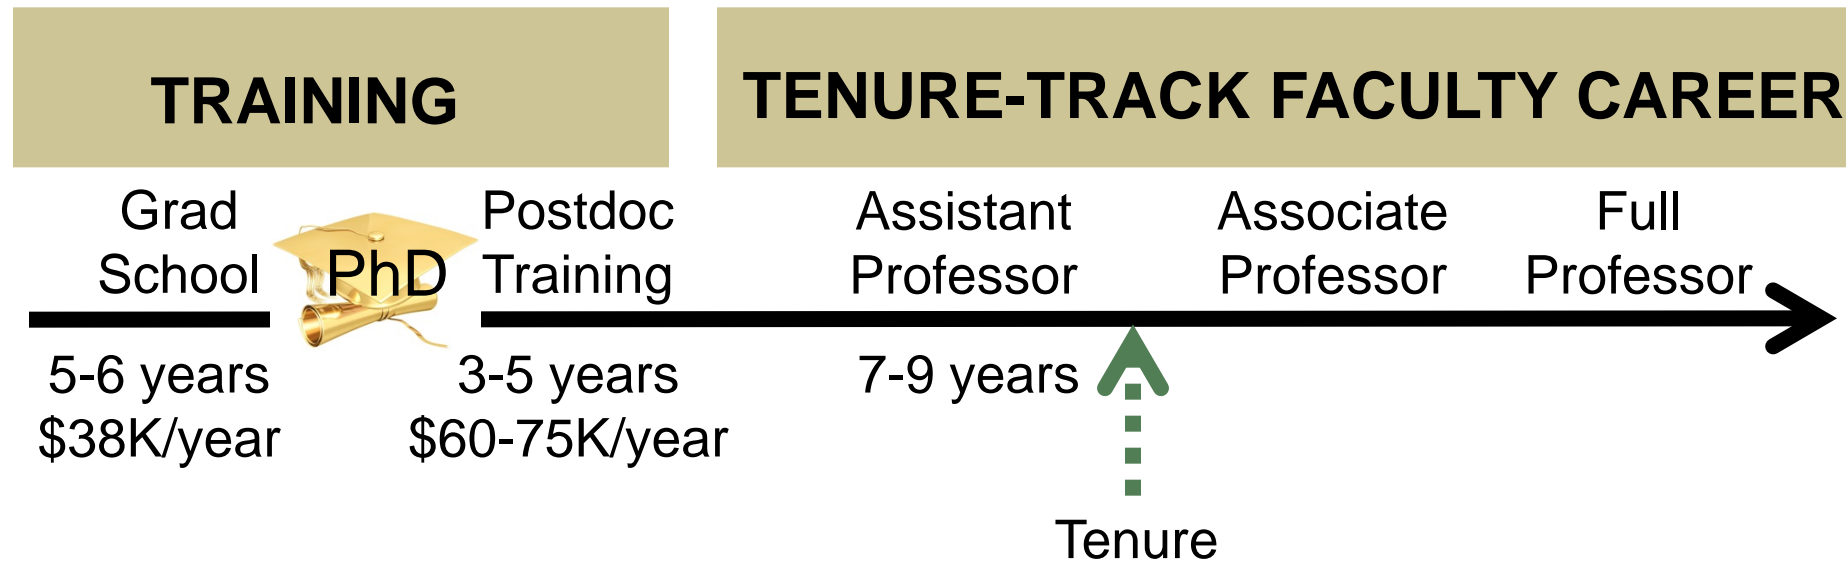 TRAINING
TENURE-TRACK FACULTY CAREER
Grad
School
PhD
Postdoc
Training
Assistant
Professor
Associate
Professor
Full
Professor
5-6 years
$38K/year
3-5 years
$60-75K/year
7-9 years
Tenure